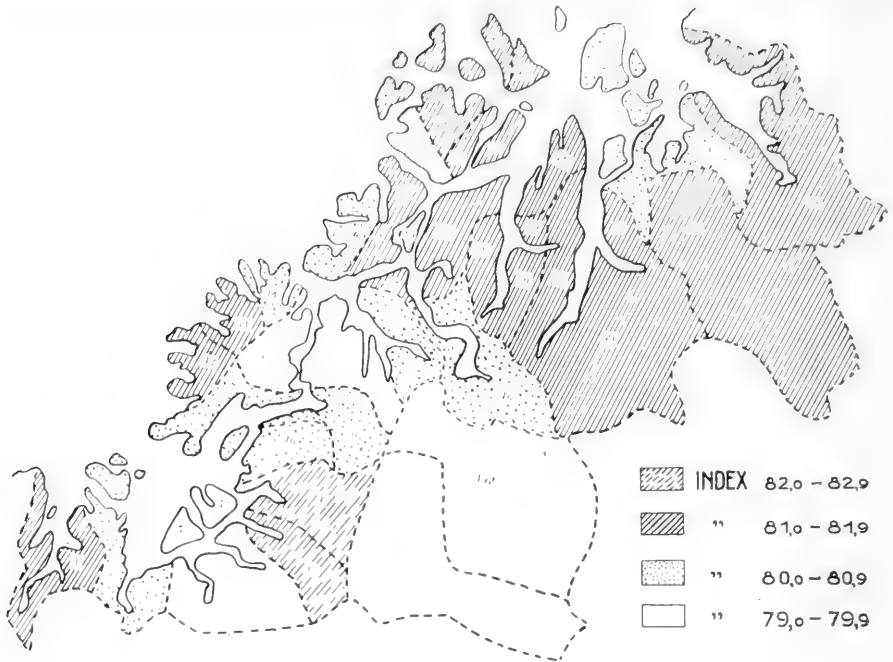 INDEX 82,0 – 82,9
" 81,0 – 81,9
" 80,0 – 80,9
" 79,0 – 79,9